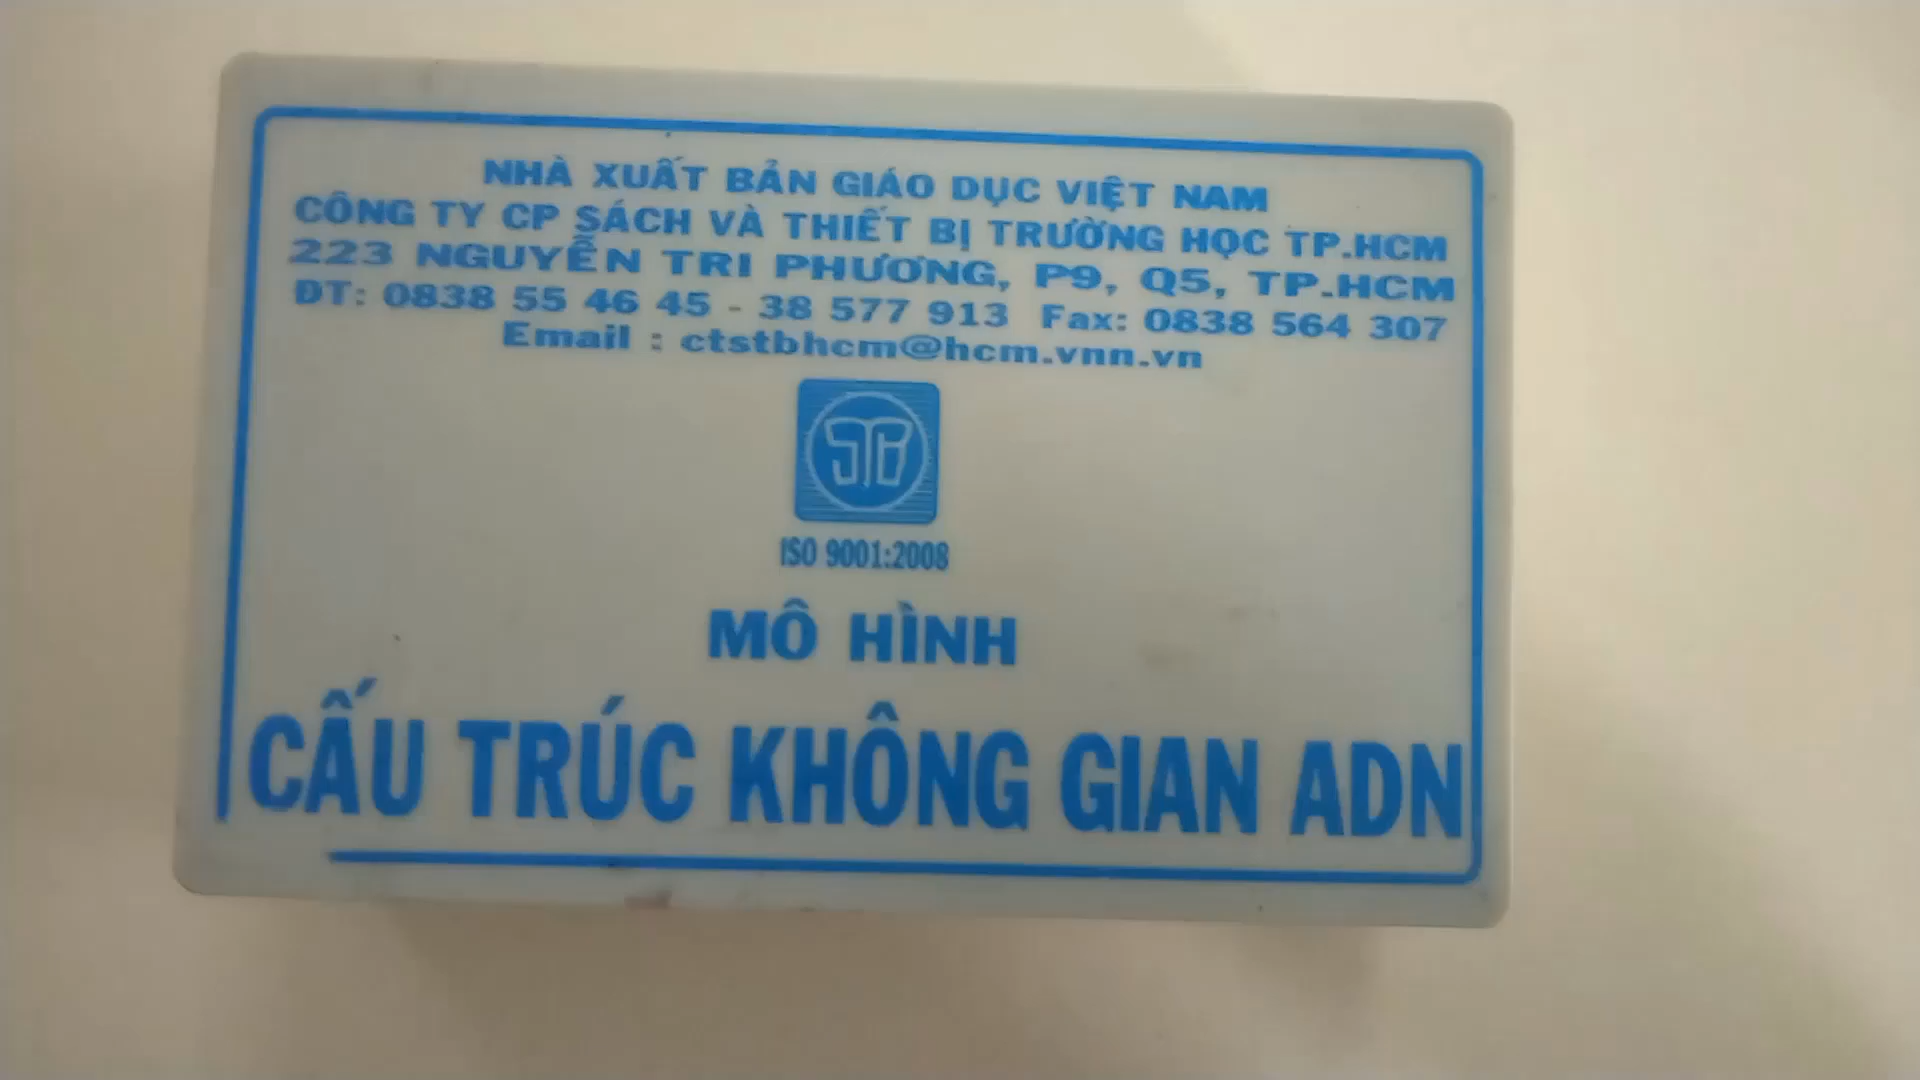 NHÀ XUẤT BẢN GIÁO DỤC VIỆT NAM
CÔNG TY CP SÁCH VÀ THIẾT BỊ TRƯỜNG HỌC TP.HCM
223 NGUYỄN TRI PHƯƠNG, P9, Q5, TP.HCM
ĐT: 0838 55 46 45 - 38 577 913 Fax: 0838 564 307
Email : ctstbhcm@hcm.vnn.vn
STB
ISO 9001:2008
MÔ HÌNH
CẤU TRÚC KHÔNG GIAN ADN